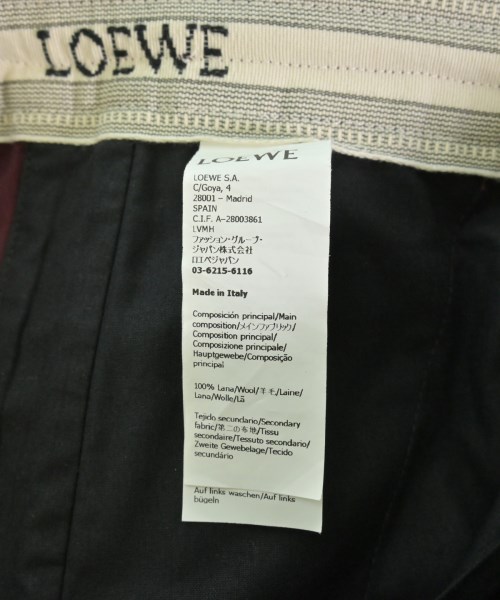 LOEWE
LOEWE
LOEWE S.A.
C/Goya, 4
28001 – Madrid
SPAIN
C.I.F. A-28003861
LVMH
ファッション・グループ・
ジャパン株式会社
ロエベジャパン
03-6215-6116
Made in Italy
Composición principal/Main
composition/メインファブリック/
Composition principal/
Composizione principale/
Hauptgewebe/Composição
principal
100% Lana/Wool/羊毛/Laine/
Lana/Wolle/Lã
Tejido secundario/Secondary
fabric/第二の布地/Tissu
secondaire/Tessuto secondario/
Zweite Gewebelage/Tecido
secundário
Auf links waschen/Auf links
bügeln